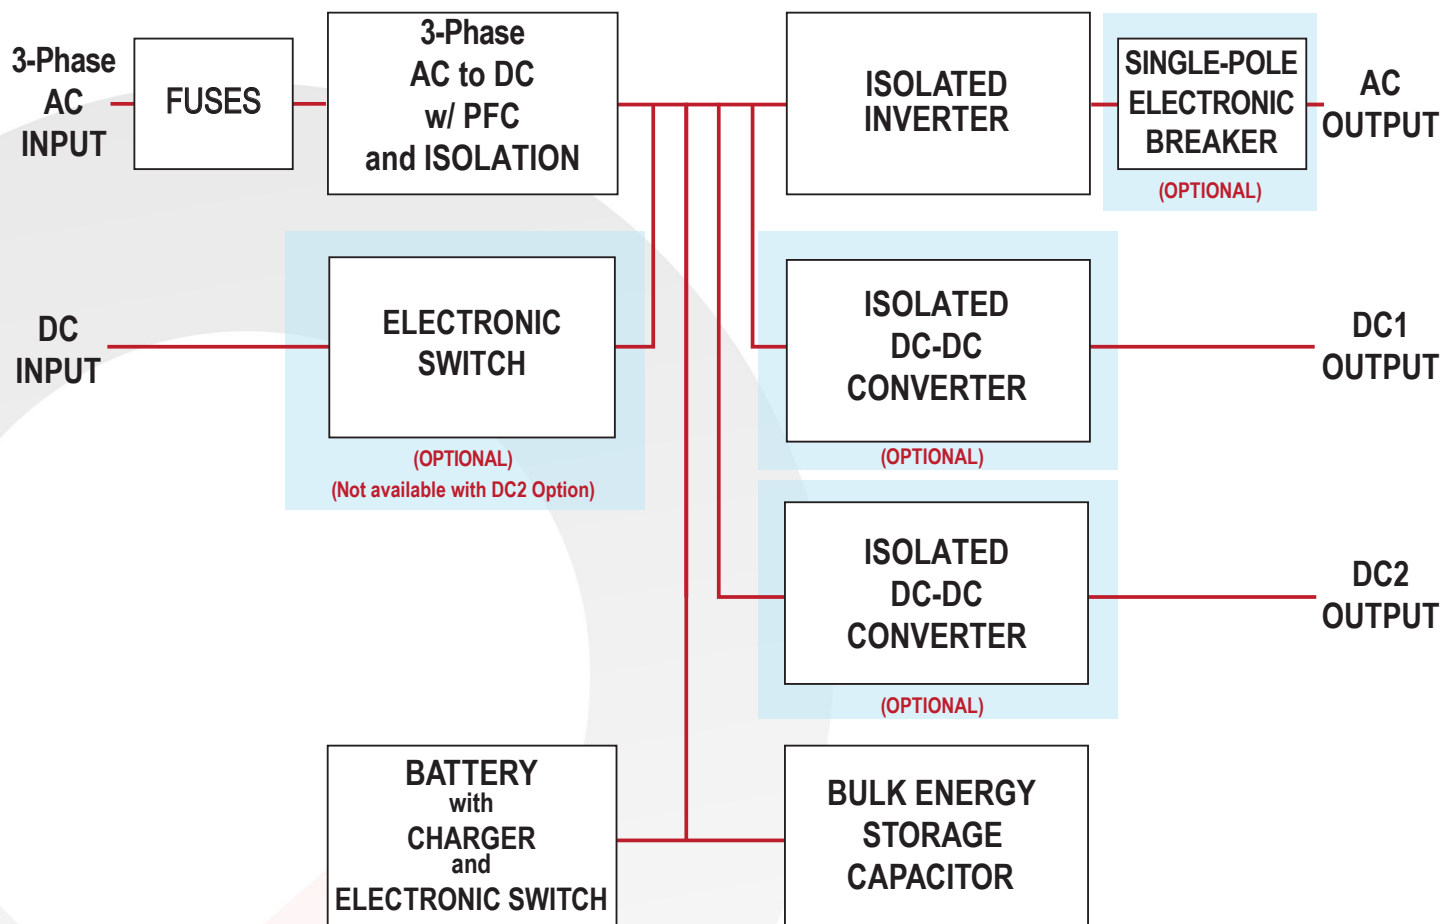 3-Phase
AC
INPUT
FUSES
3-Phase
AC to DC
w/ PFC
and ISOLATION
ISOLATED
INVERTER
SINGLE-POLE
ELECTRONIC
BREAKER
(OPTIONAL)
AC
OUTPUT
DC
INPUT
ELECTRONIC
SWITCH
(OPTIONAL)
(Not available with DC2 Option)
ISOLATED
DC-DC
CONVERTER
(OPTIONAL)
DC1
OUTPUT
ISOLATED
DC-DC
CONVERTER
(OPTIONAL)
DC2
OUTPUT
BATTERY
with
CHARGER
and
ELECTRONIC SWITCH
BULK ENERGY
STORAGE
CAPACITOR